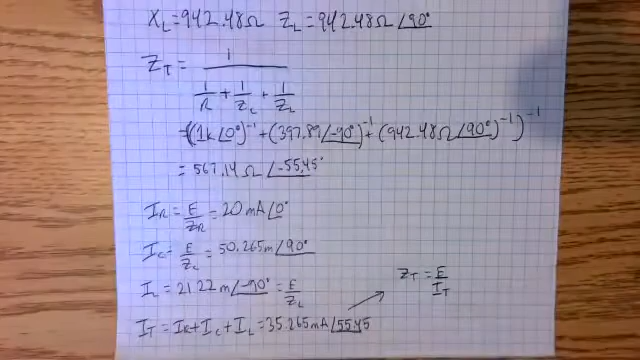 X_L = 942.48Ω Z_L = 942.48Ω ∠90°
Z_T = 1
1/R + 1/Z_C + 1/Z_L
=((1k∠0°)^-1 + (397.89∠-90°)^-1 + (942.48Ω∠90°)^-1)^-1
= 567.14Ω ∠-55.45°
I_R = E/Z_R = 20mA∠0°
I_C = E/Z_C = 50.265m∠90°
I_L = 21.22m∠-90° = E/Z_L
Z_T = E/I_T
I_T = I_R + I_C + I_L = 35.265mA∠55.45